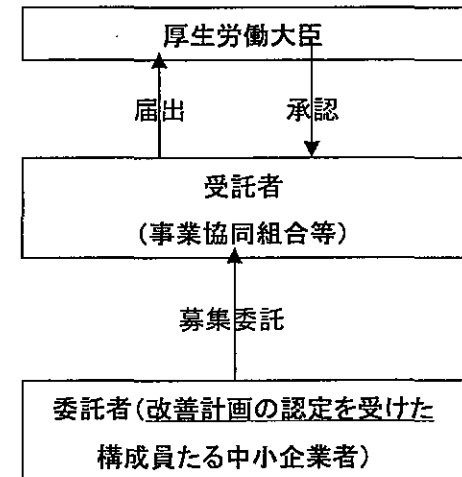 厚生労働大臣
届出
承認
受託者
(事業協同組合等)
募集委託
委託者(改善計画の認定を受けた
構成員たる中小企業者)